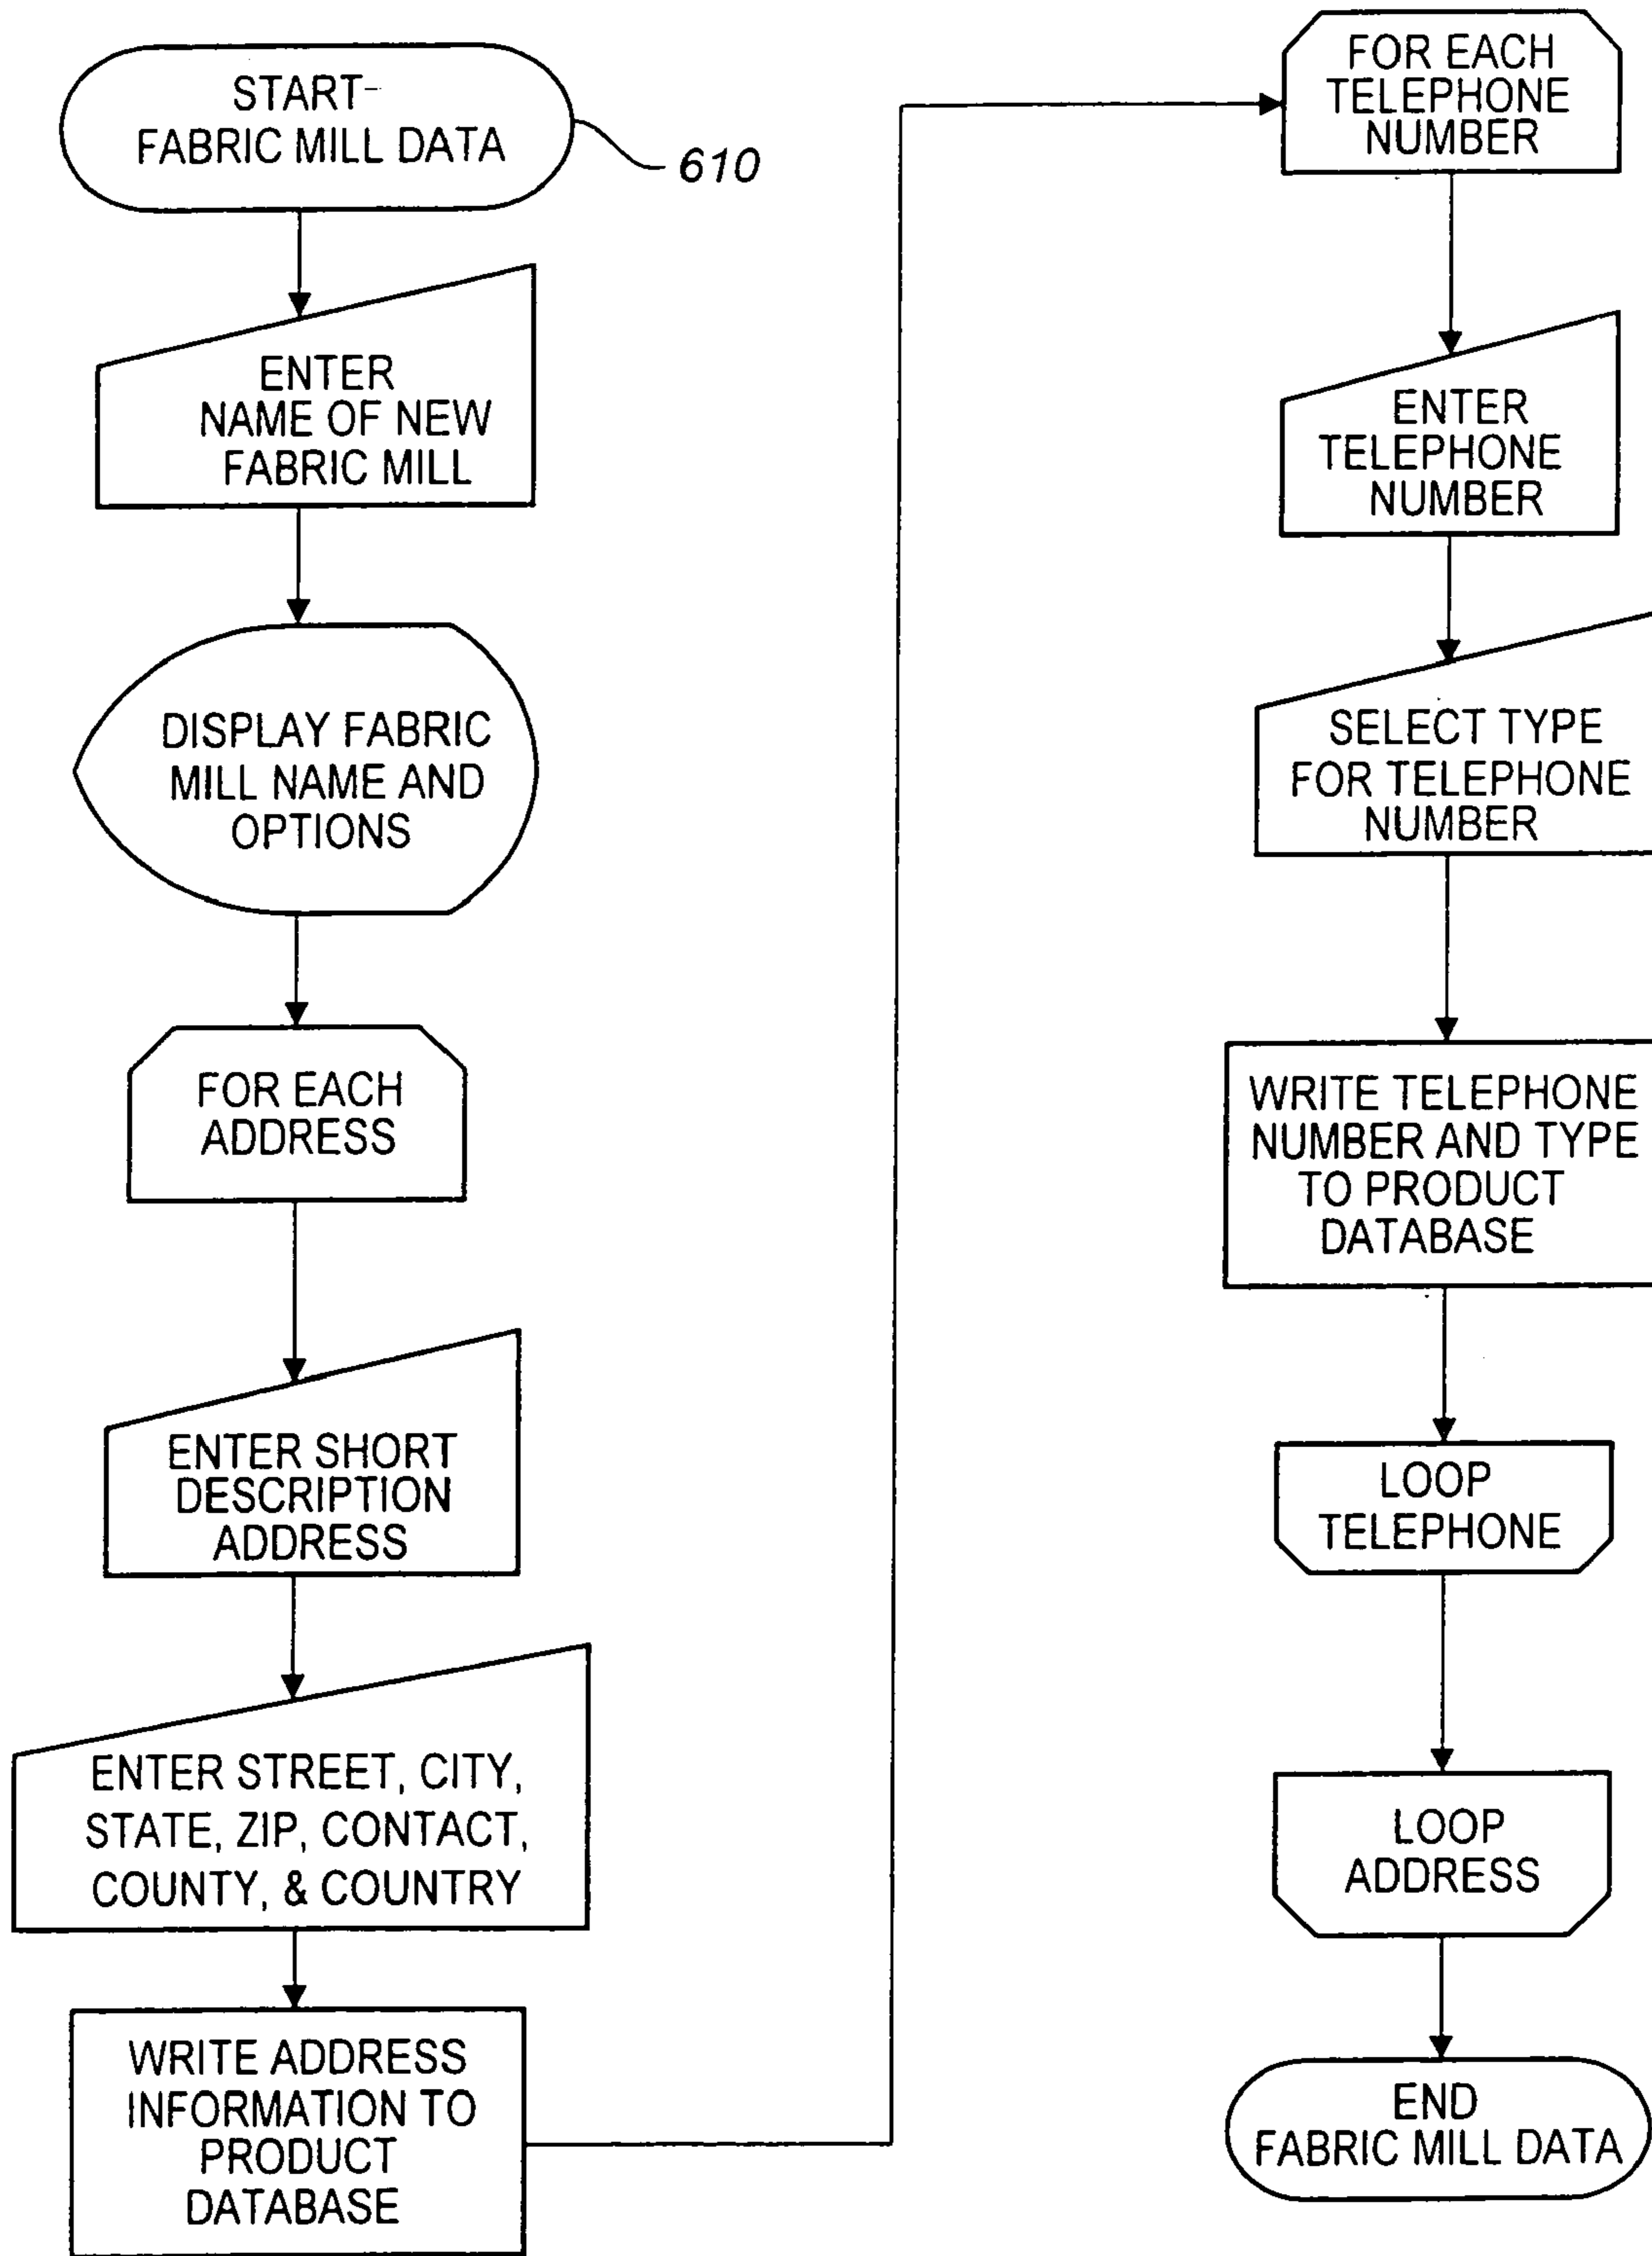 START-
FABRIC MILL DATA
610
ENTER
NAME OF NEW
FABRIC MILL
DISPLAY FABRIC
MILL NAME AND
OPTIONS
FOR EACH
ADDRESS
ENTER SHORT
DESCRIPTION
ADDRESS
ENTER STREET, CITY,
STATE, ZIP, CONTACT,
COUNTY, & COUNTRY
WRITE ADDRESS
INFORMATION TO
PRODUCT
DATABASE
FOR EACH
TELEPHONE
NUMBER
ENTER
TELEPHONE
NUMBER
SELECT TYPE
FOR TELEPHONE
NUMBER
WRITE TELEPHONE
NUMBER AND TYPE
TO PRODUCT
DATABASE
LOOP
TELEPHONE
LOOP
ADDRESS
END
FABRIC MILL DATA